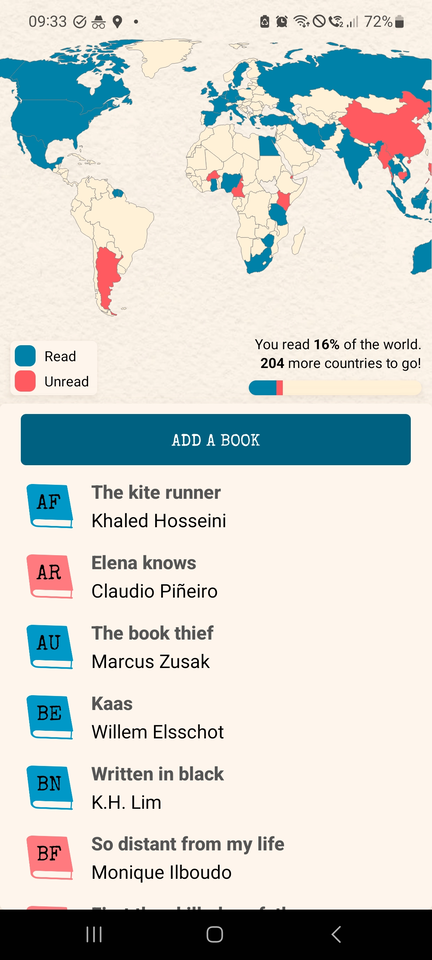 09:33
72%
You read 16% of the world.
204 more countries to go!
Read
Unread
ADD A BOOK
AF
The kite runner
Khaled Hosseini
AR
Elena knows
Claudio Piñeiro
AU
The book thief
Marcus Zusak
BE
Kaas
Willem Elsschot
BN
Written in black
K.H. Lim
BF
So distant from my life
Monique Ilboudo